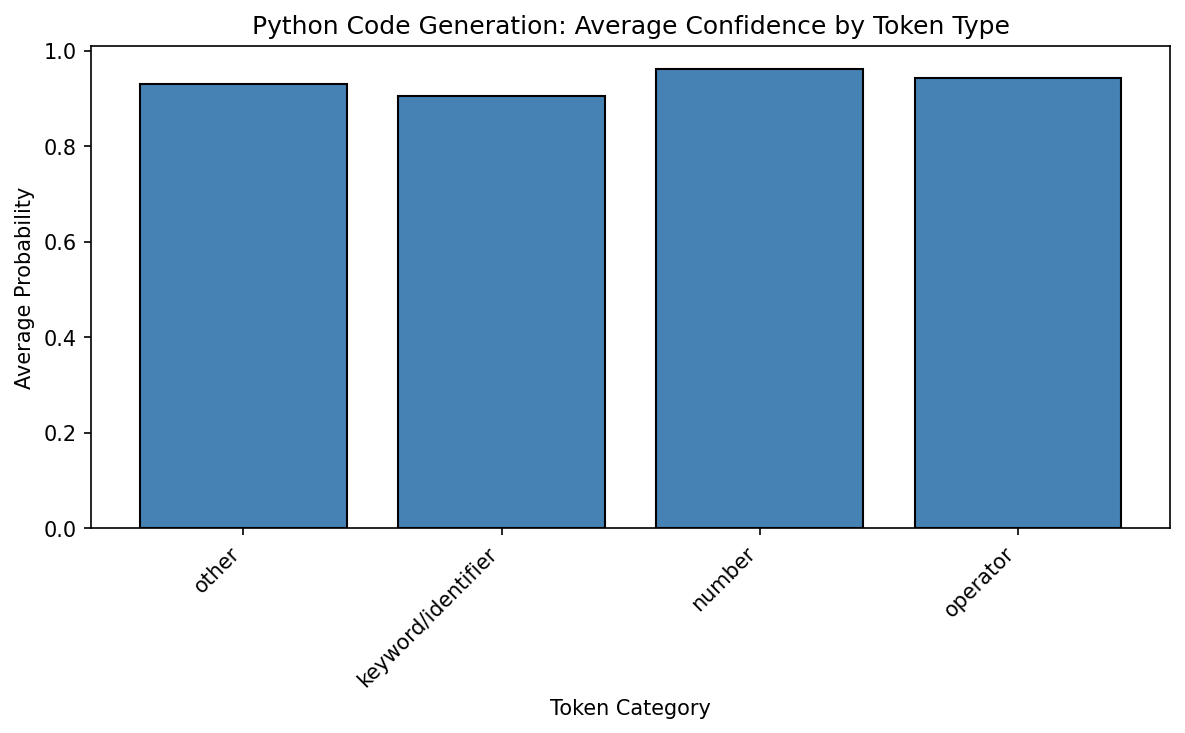 Python Code Generation: Average Confidence by Token Type
1.0
0.8
0.6
0.4
0.2
0.0
Average Probability
other
keyword/identifier
number
operator
Token Category